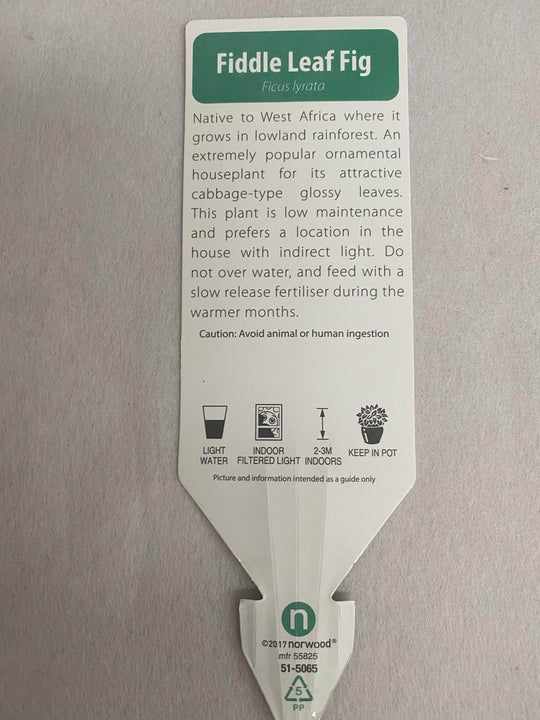 Fiddle Leaf Fig
Ficus lyrata
Native to West Africa where it
grows in lowland rainforest. An
extremely popular ornamental
houseplant for its attractive
cabbage-type glossy leaves.
This plant is low maintenance
and prefers a location in the
house with indirect light. Do
not over water, and feed with a
slow release fertiliser during the
warmer months.
Caution: Avoid animal or human ingestion
LIGHT
WATER
INDOOR
FILTERED LIGHT
2-3M
INDOORS
KEEP IN POT
Picture and information intended as a guide only
n
©2017 norwood®
mfr 55825
51-5065
5
PP